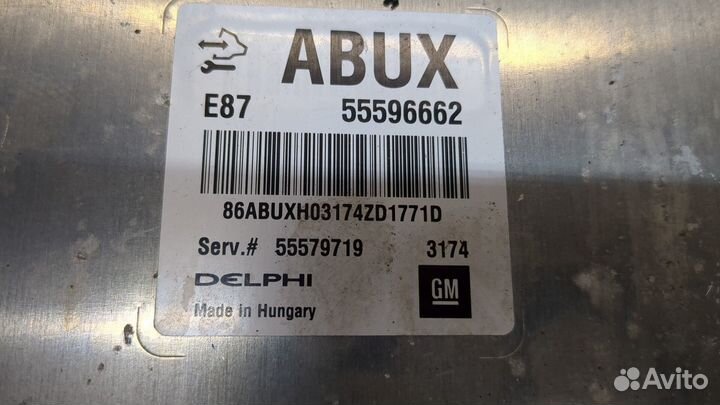 ABUX
E87 55596662
86ABUXH03174ZD1771D
Serv.# 55579719 3174
DELPHI GM
Made in Hungary
Avito